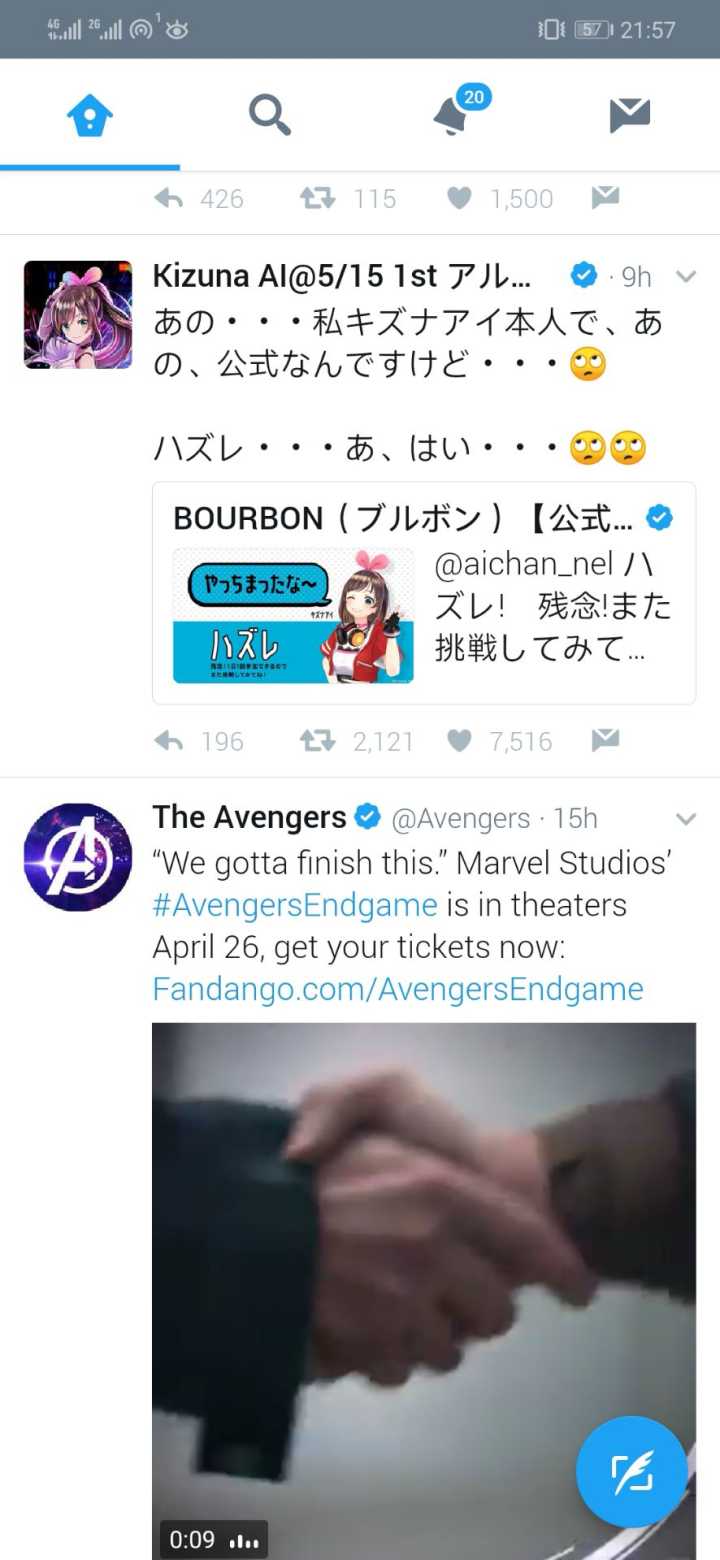 4G
2G
1
57
21:57
20
426
115
1,500
Kizuna AI@5/15 1st アル...
· 9h
あの・・・私キズナアイ本人で、あ
の、公式なんですけど・・・🙄
ハズレ・・・あ、はい・・・🙄🙄
BOURBON（ブルボン）【公式...
やっちまったな〜
キズナアイ
ハズレ
@aichan_nel ハ
ズレ！　残念!また
挑戦してみて...
196
2,121
7,516
The Avengers @Avengers · 15h
“We gotta finish this.” Marvel Studios’
#AvengersEndgame is in theaters
April 26, get your tickets now:
Fandango.com/AvengersEndgame
0:09